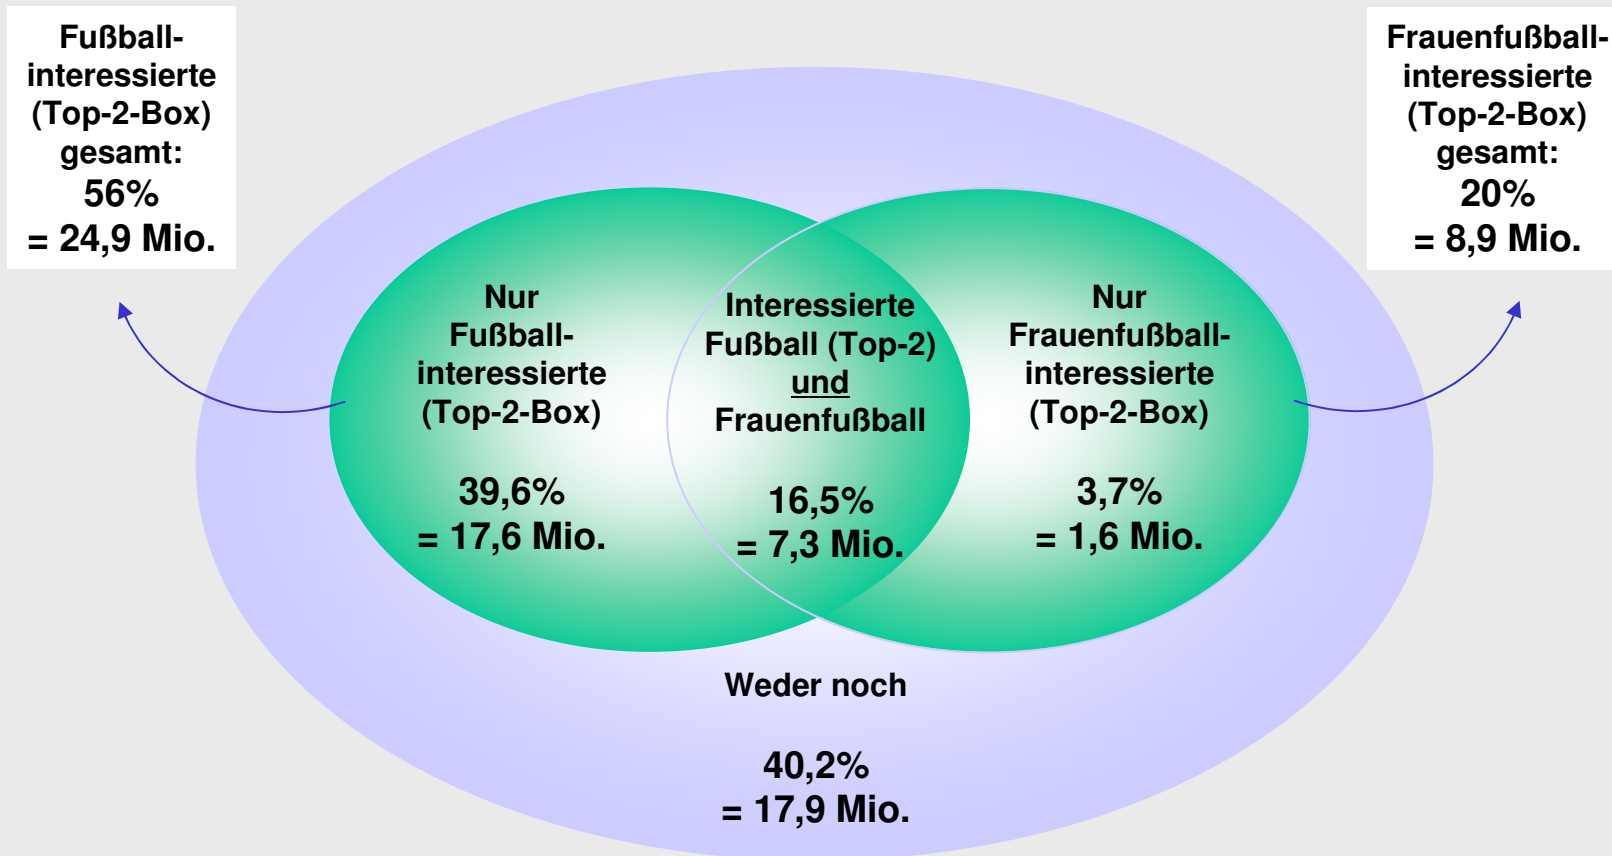 Fußball-
interessierte
(Top-2-Box)
gesamt:
56%
= 24,9 Mio.
Frauenfußball-
interessierte
(Top-2-Box)
gesamt:
20%
= 8,9 Mio.
Nur
Fußball-
interessierte
(Top-2-Box)
39,6%
= 17,6 Mio.
Interessierte
Fußball (Top-2)
und
Frauenfußball
16,5%
= 7,3 Mio.
Nur
Frauenfußball-
interessierte
(Top-2-Box)
3,7%
= 1,6 Mio.
Weder noch
40,2%
= 17,9 Mio.